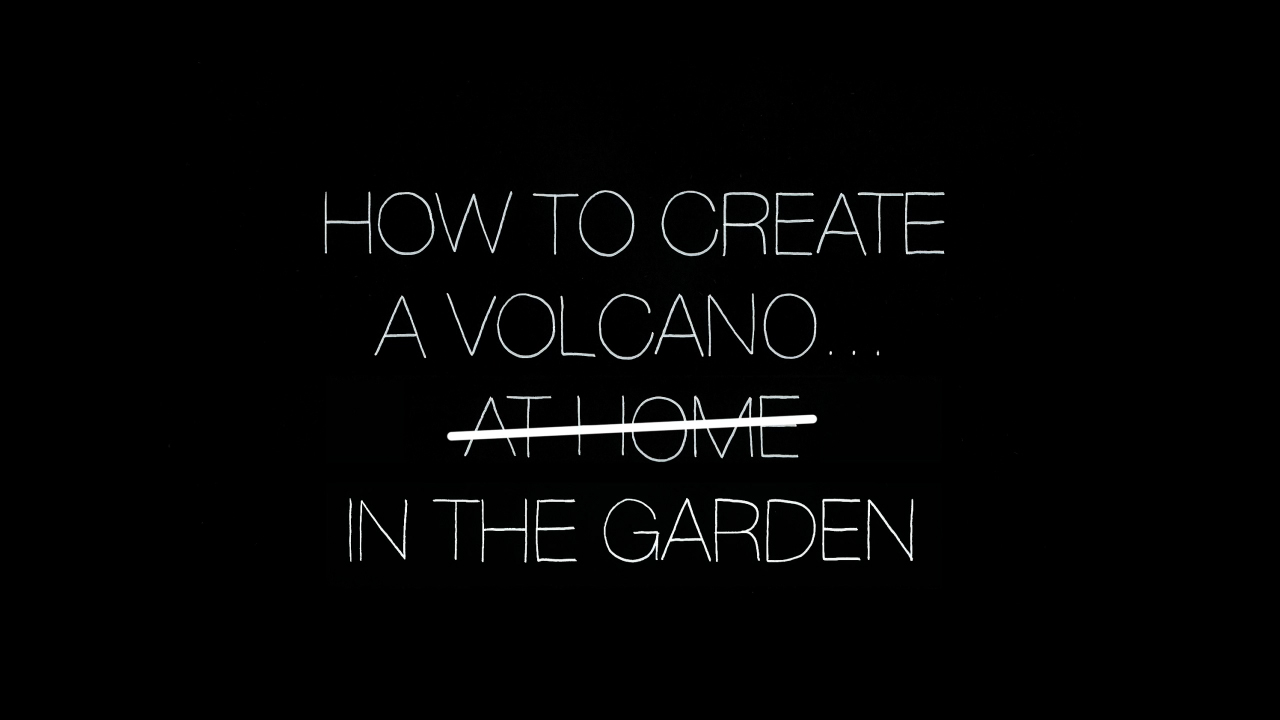 HOW TO CREATE
A VOLCANO...
AT HOME
IN THE GARDEN